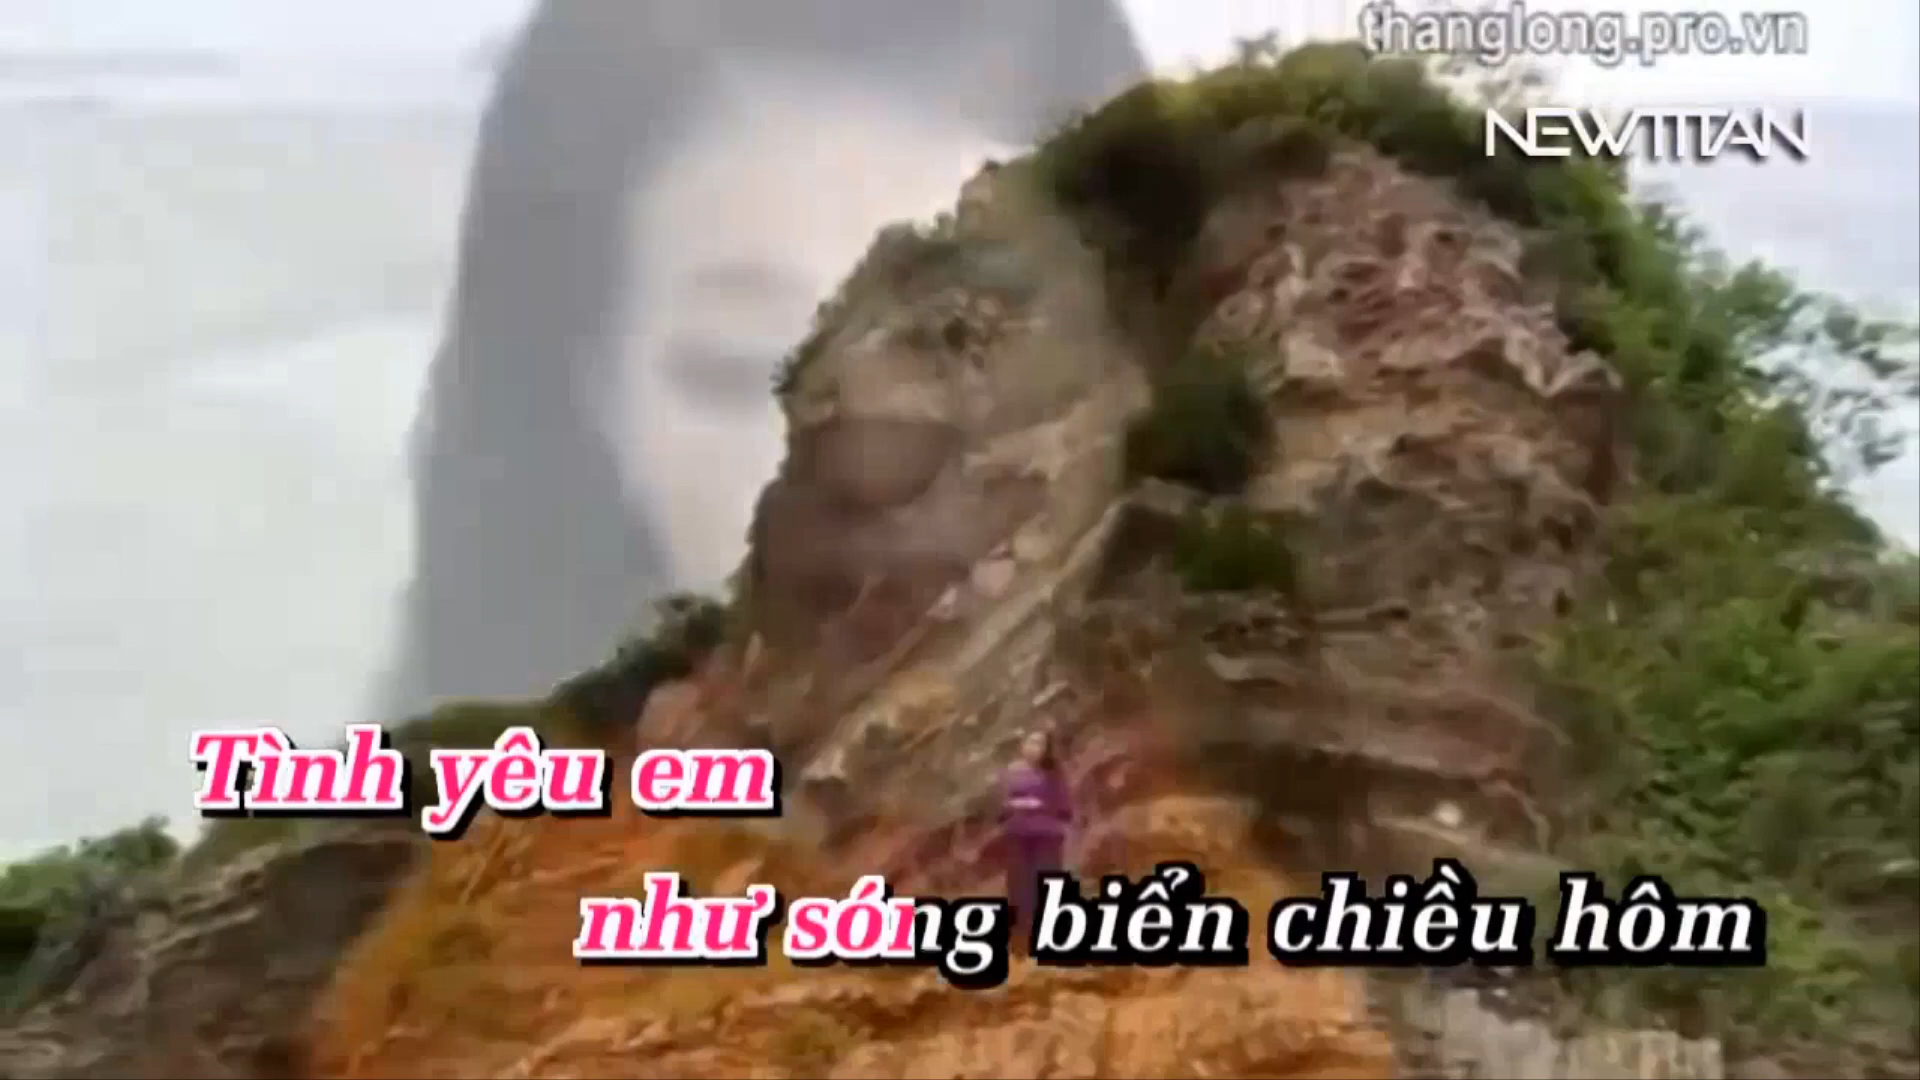 thanglong.pro.vn
NEWTITAN
Tình yêu em
như sóng biển chiều hôm